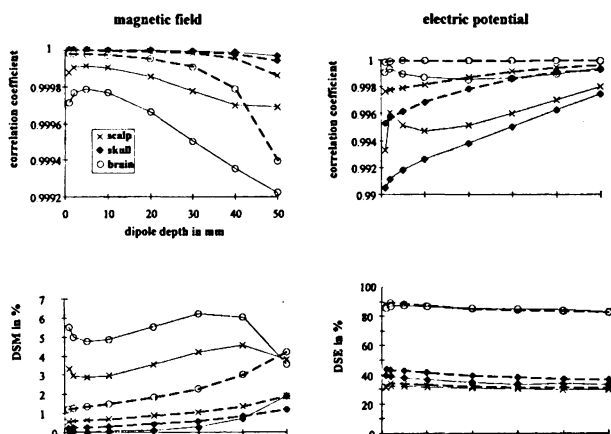 magnetic field
electric potential
correlation coefficient
1
0.9998
0.9996
0.9994
0.9992
scalp
skull
brain
0 10 20 30 40 50
dipole depth in mm
correlation coefficient
1
0.998
0.996
0.994
0.992
0.99
DSM in %
7
6
5
4
3
2
1
0
DSE in %
100
80
60
40
20
0